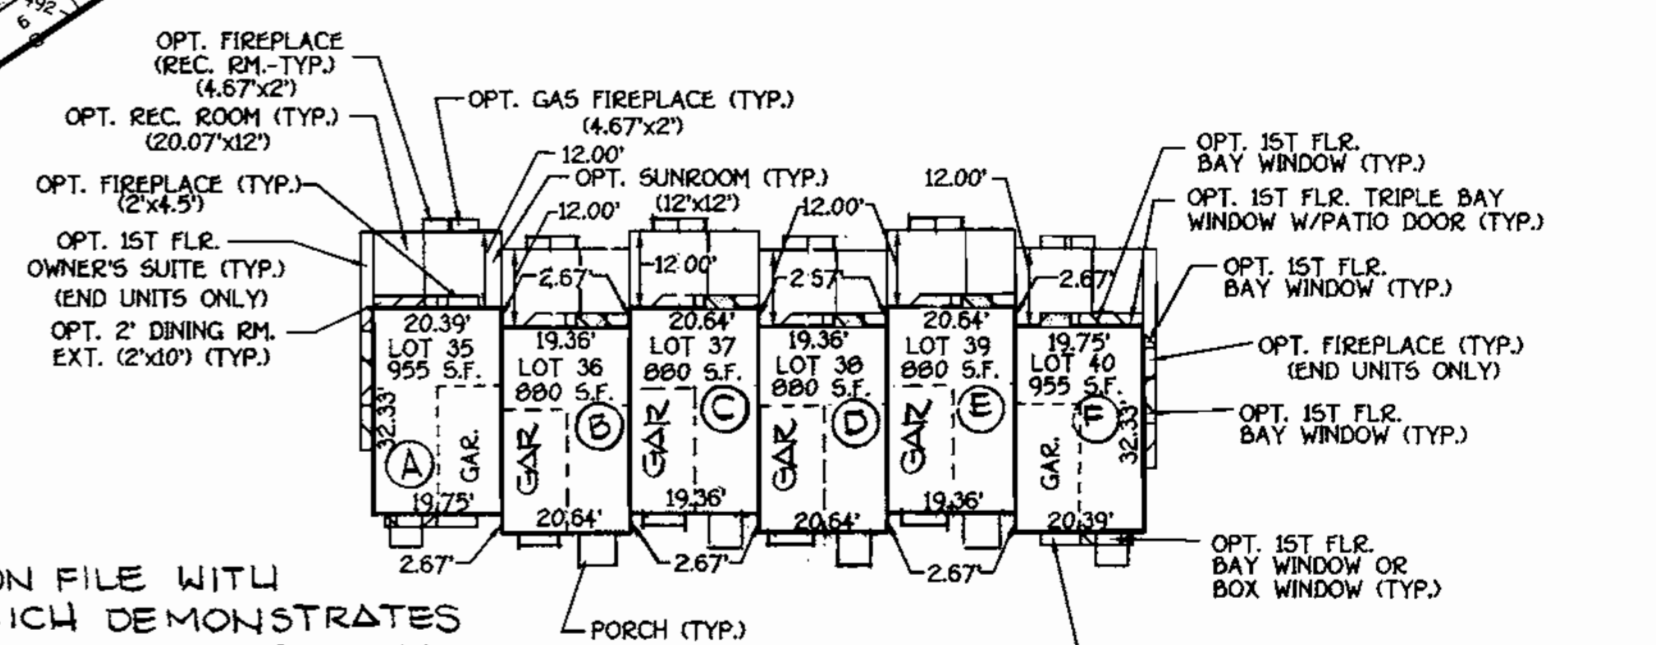 792
6
8
OPT. FIREPLACE
(REC. RM.-TYP.)
(4.67'x2')
OPT. REC. ROOM (TYP.)
(20.07'x12')
OPT. FIREPLACE (TYP.)
(2'x4.5')
OPT. 1ST FLR.
OWNER'S SUITE (TYP.)
(END UNITS ONLY)
OPT. 2' DINING RM.
EXT. (2'x10') (TYP.)
OPT. GAS FIREPLACE (TYP.)
(4.67'x2')
12.00'
OPT. SUNROOM (TYP.)
(12'x12')
12.00'
12.00'
12.00'
12.00'
2.67'
2.57'
2.67'
OPT. 1ST FLR.
BAY WINDOW (TYP.)
OPT. 1ST FLR. TRIPLE BAY
WINDOW W/PATIO DOOR (TYP.)
OPT. 1ST FLR.
BAY WINDOW (TYP.)
OPT. FIREPLACE (TYP.)
(END UNITS ONLY)
OPT. 1ST FLR.
BAY WINDOW (TYP.)
OPT. 1ST FLR.
BAY WINDOW OR
BOX WINDOW (TYP.)
20.39'
LOT 35
955 S.F.
32.33'
A
GAR.
19.75'
19.36'
LOT 36
880 S.F.
B
GAR
20.64'
20.64'
LOT 37
880 S.F.
C
GAR
19.36'
19.36'
LOT 38
880 S.F.
D
GAR
20.64'
20.64'
LOT 39
880 S.F.
E
GAR
19.36'
19.75'
LOT 40
955 S.F.
F
32.33'
GAR.
20.39'
2.67'
2.67'
2.67'
PORCH (TYP.)
ON FILE WITH
ICH DEMONSTRATES